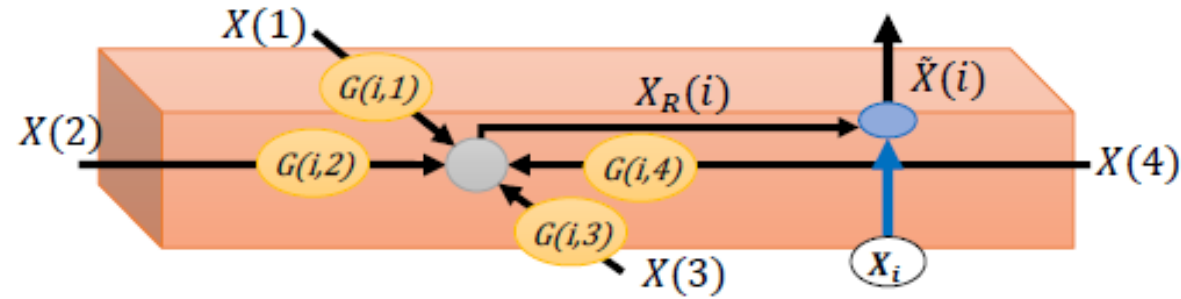 X(1)
G(i,1)
X_R(i)
X̃(i)
X(2)
G(i,2)
G(i,4)
X(4)
G(i,3)
X(3)
X_i